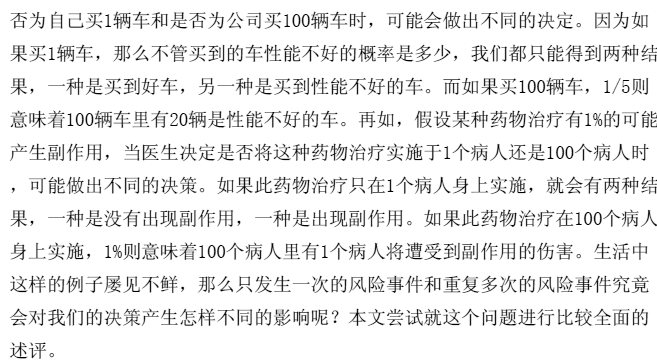 否为自己买1辆车和是否为公司买100辆车时，可能会做出不同的决定。因为如
果买1辆车，那么不管买到的车性能不好的概率是多少，我们都只能得到两种结
果，一种是买到好车，另一种是买到性能不好的车。而如果买100辆车，1/5则
意味着100辆车里有20辆是性能不好的车。再如，假设某种药物治疗有1%的可能
产生副作用，当医生决定是否将这种药物治疗实施于1个病人还是100个病人时
，可能做出不同的决策。如果此药物治疗只在1个病人身上实施，就会有两种结
果，一种是没有出现副作用，一种是出现副作用。如果此药物治疗在100个病人
身上实施，1%则意味着100个病人里有1个病人将遭受到副作用的伤害。生活中
这样的例子屡见不鲜，那么只发生一次的风险事件和重复多次的风险事件究竟
会对我们的决策产生怎样不同的影响呢？本文尝试就这个问题进行比较全面的
述评。